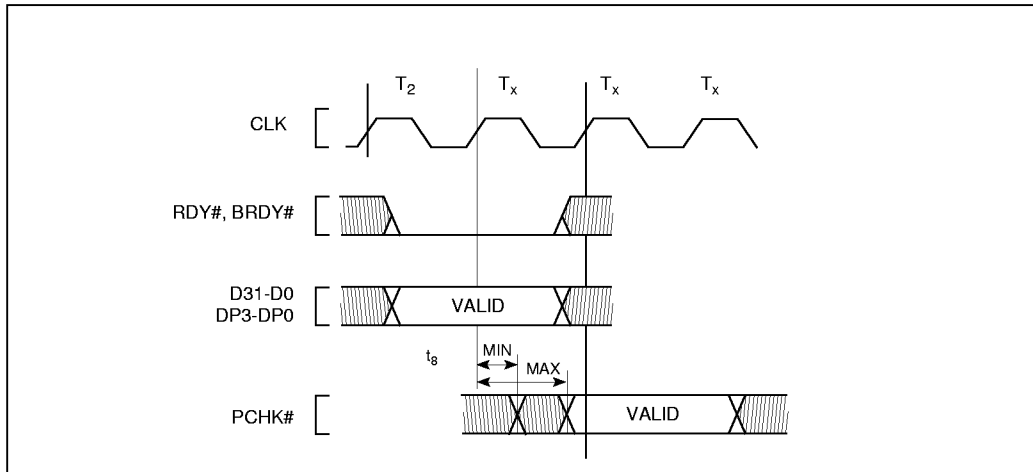 T2 Tx Tx Tx
CLK
RDY#, BRDY#
D31-D0
DP3-DP0
VALID
t8 MIN
MAX
PCHK#
VALID